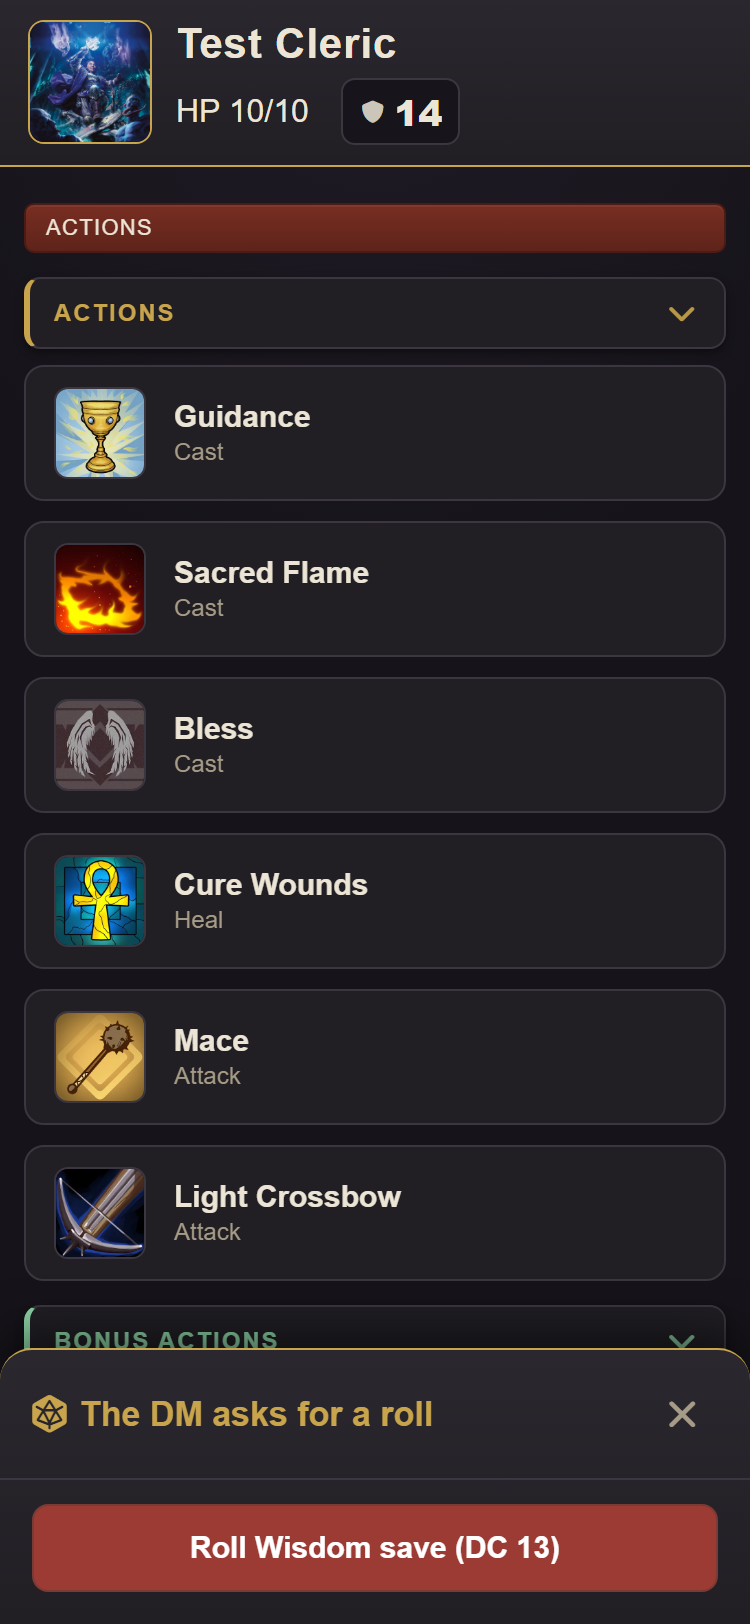 Test Cleric
HP 10/10
14
ACTIONS
ACTIONS
Guidance
Cast
Sacred Flame
Cast
Bless
Cast
Cure Wounds
Heal
Mace
Attack
Light Crossbow
Attack
BONUS ACTIONS
The DM asks for a roll
Roll Wisdom save (DC 13)